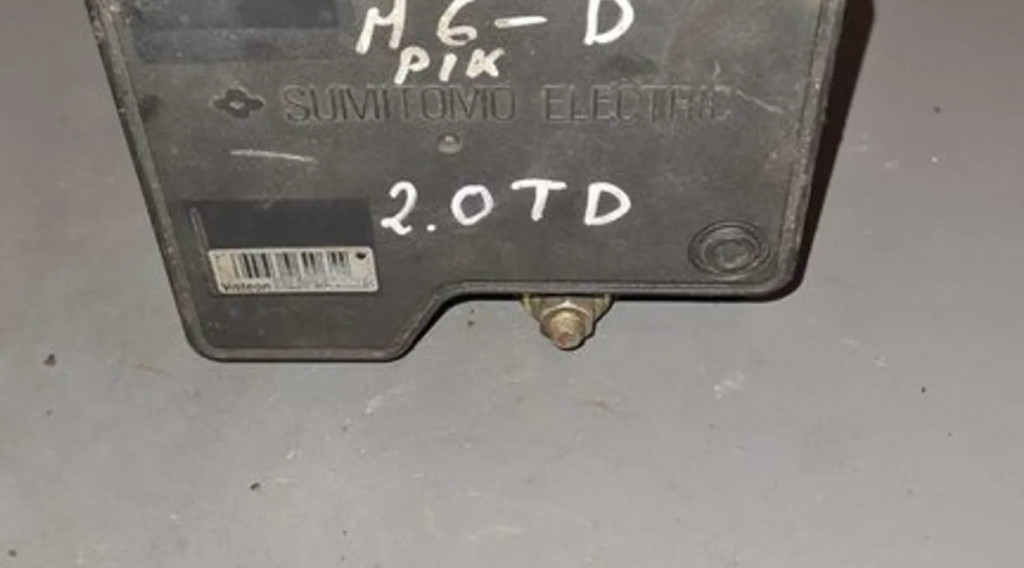 M6-D
PIK
SUMITOMO ELECTRIC
2.0TD
Visteon